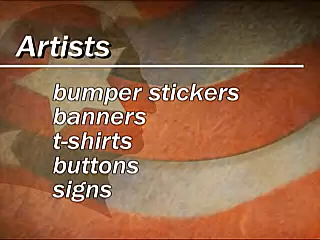 Artists
bumper stickers
banners
t-shirts
buttons
signs